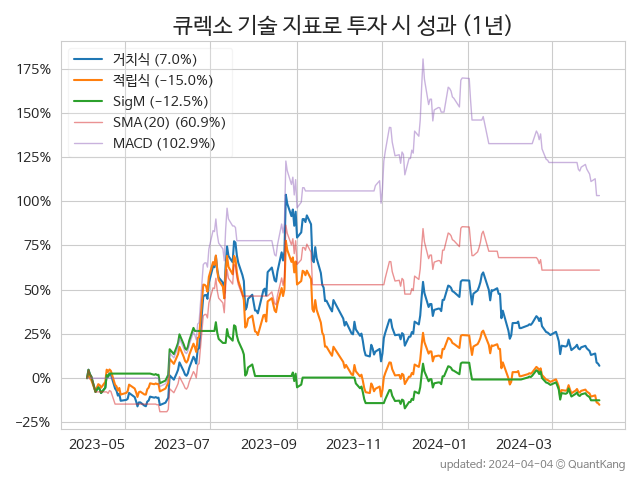 큐렉소 기술 지표로 투자 시 성과 (1년)
거치식 (7.0%)
적립식 (−15.0%)
SigM (−12.5%)
SMA(20) (60.9%)
MACD (102.9%)
175%
150%
125%
100%
75%
50%
25%
0%
−25%
2023−05 2023−07 2023−09 2023−11 2024−01 2024−03
updated: 2024-04-04 © QuantKang